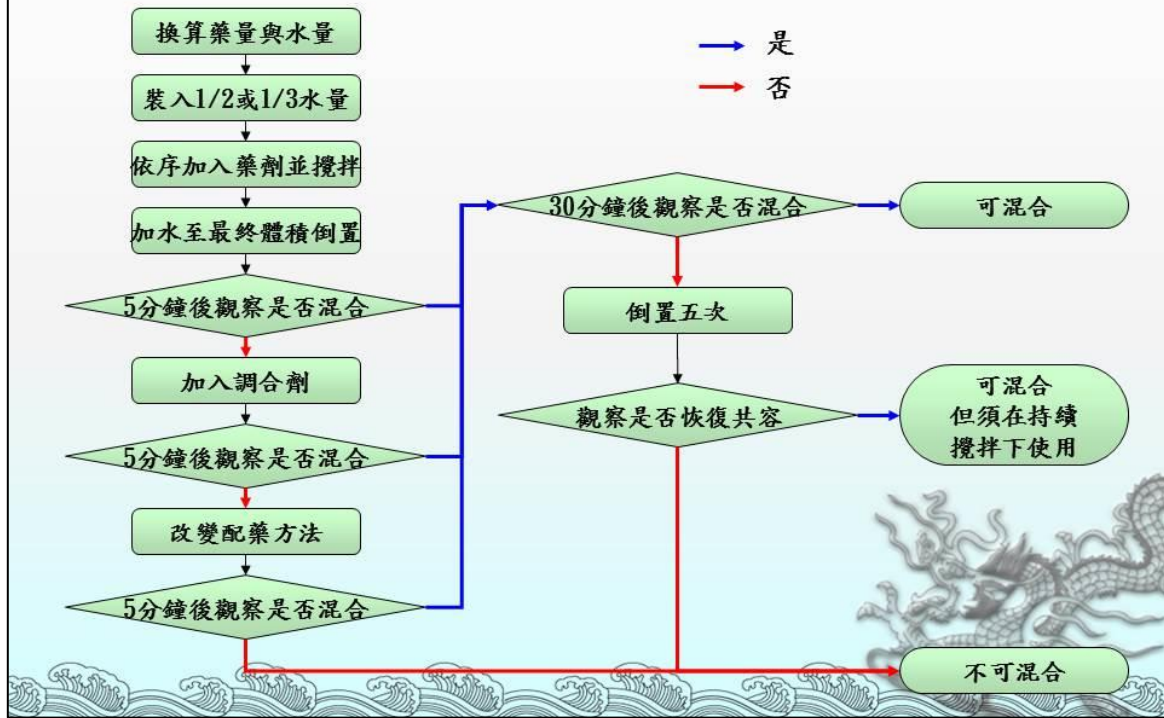 換算藥量與水量
裝入1/2或1/3水量
依序加入藥劑並攪拌
加水至最終體積倒置
5分鐘後觀察是否混合
加入調合劑
5分鐘後觀察是否混合
改變配藥方法
5分鐘後觀察是否混合
是
否
30分鐘後觀察是否混合
可混合
倒置五次
觀察是否恢復共容
可混合
但須在持續
攪拌下使用
不可混合